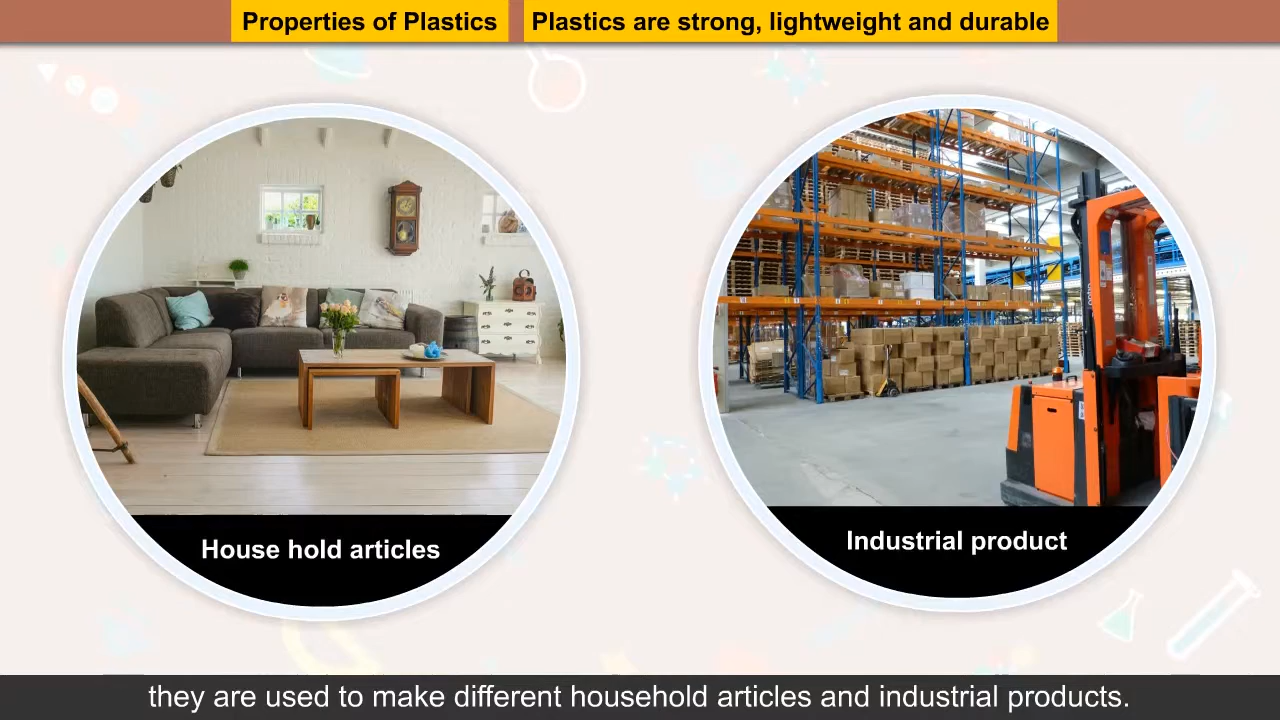 Properties of Plastics
Plastics are strong, lightweight and durable
House hold articles
Industrial product
they are used to make different household articles and industrial products.